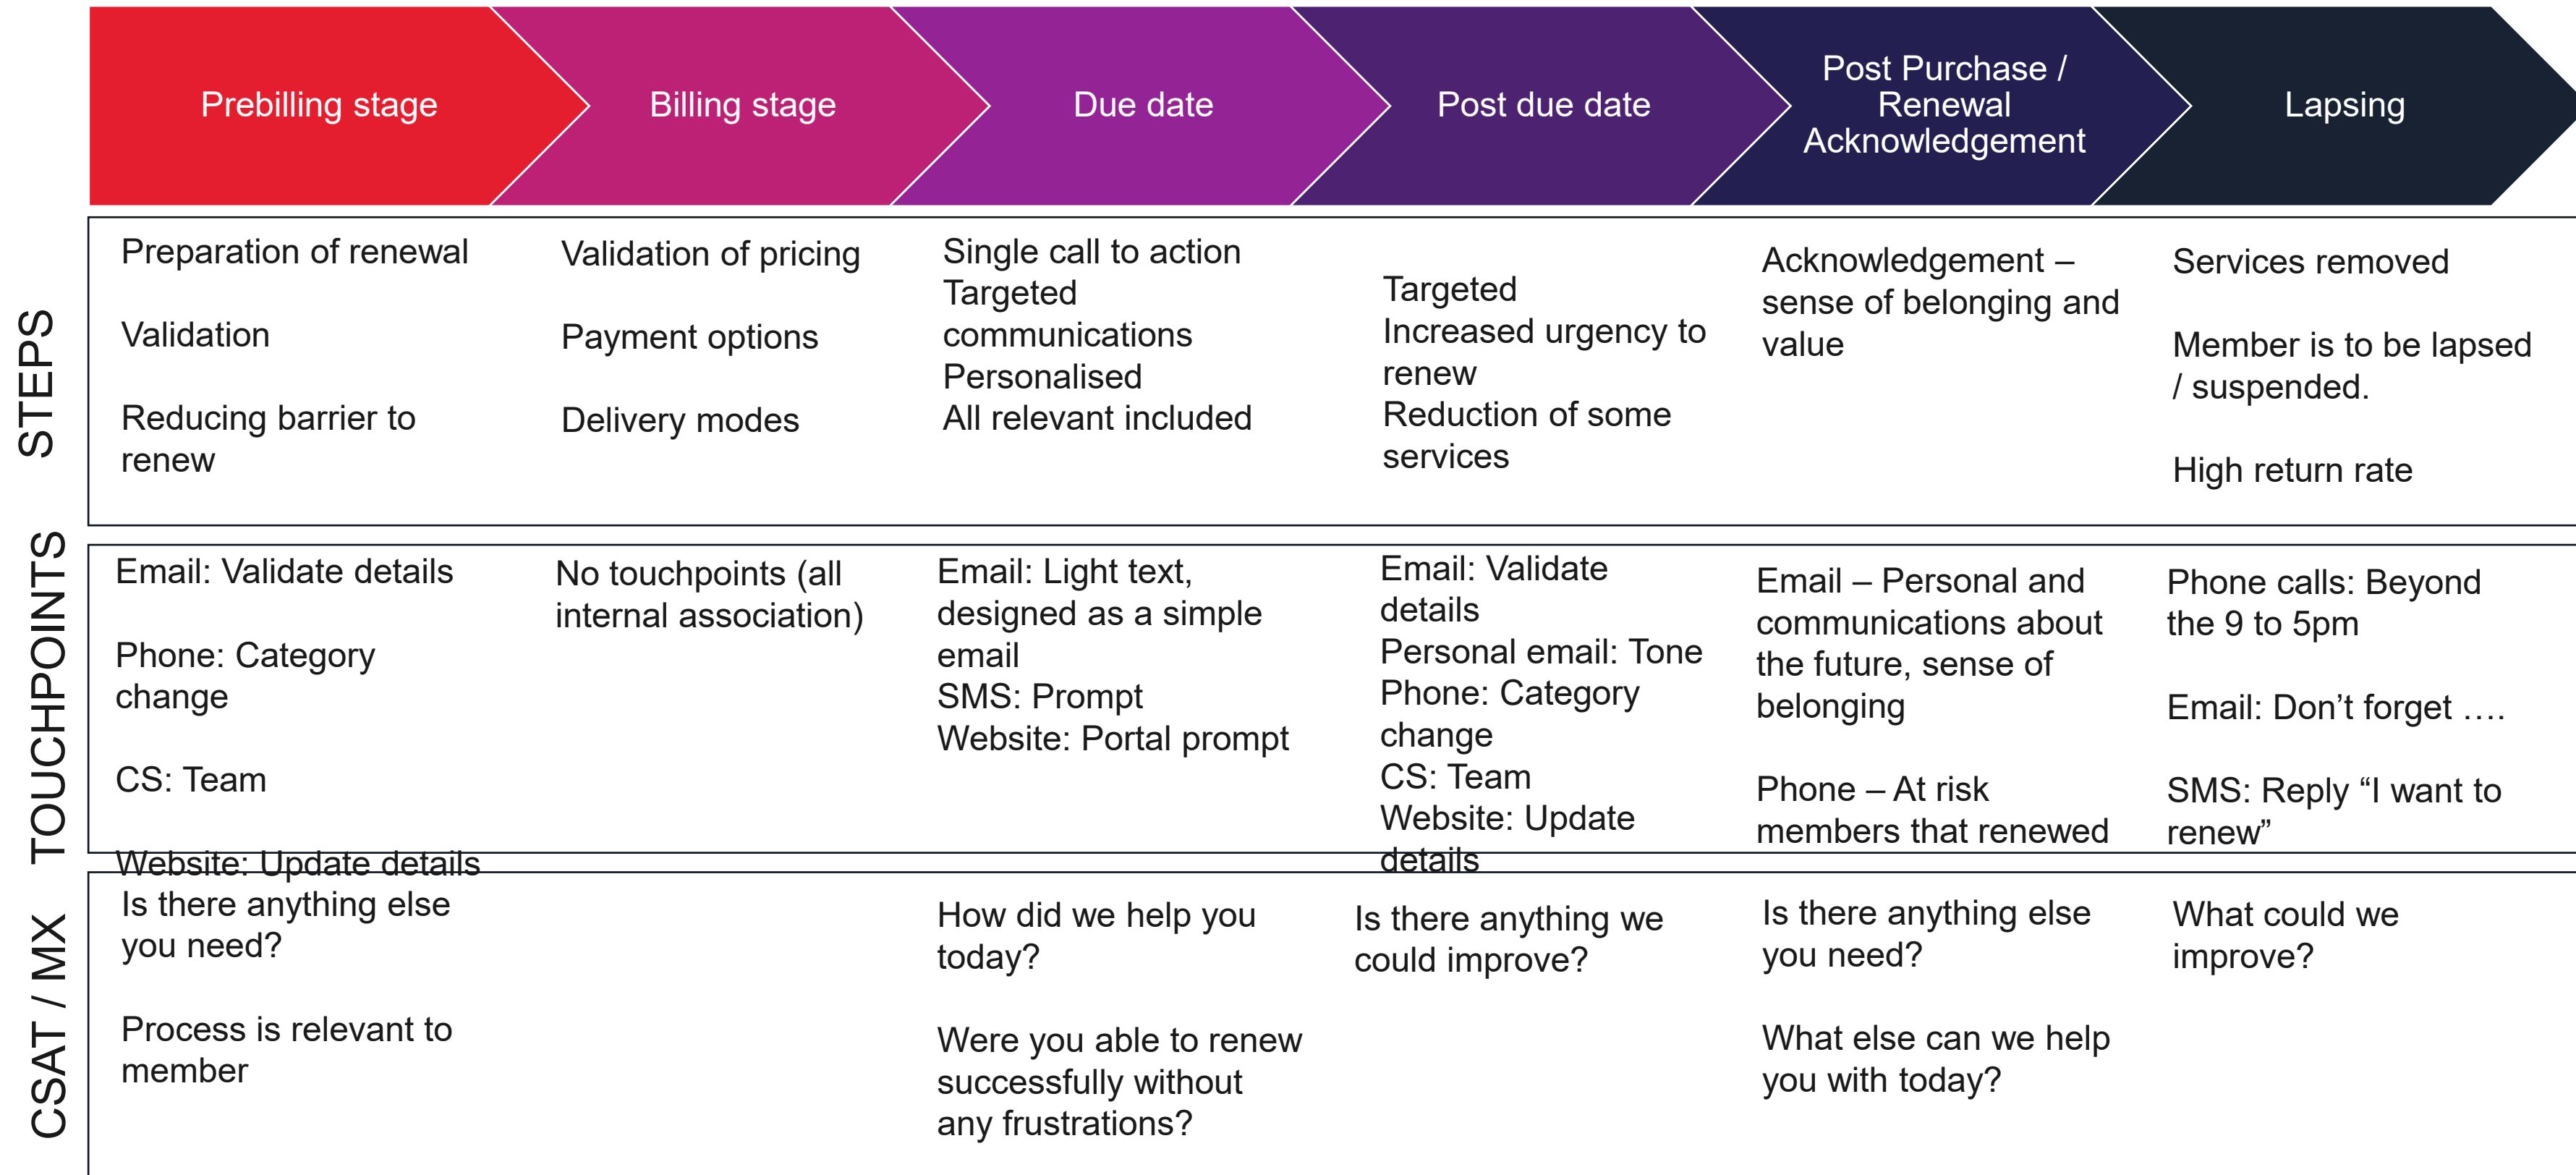 Prebilling stage
Billing stage
Due date
Post due date
Post Purchase /
Renewal
Acknowledgement
Lapsing
STEPS
Preparation of renewal
Validation
Reducing barrier to
renew
Validation of pricing
Payment options
Delivery modes
Single call to action
Targeted
communications
Personalised
All relevant included
Targeted
Increased urgency to
renew
Reduction of some
services
Acknowledgement –
sense of belonging and
value
Services removed
Member is to be lapsed
/ suspended.
High return rate
TOUCHPOINTS
Email: Validate details
Phone: Category
change
CS: Team
Website: Update details
No touchpoints (all
internal association)
Email: Light text,
designed as a simple
email
SMS: Prompt
Website: Portal prompt
Email: Validate
details
Personal email: Tone
Phone: Category
change
CS: Team
Website: Update
details
Email – Personal and
communications about
the future, sense of
belonging
Phone – At risk
members that renewed
Phone calls: Beyond
the 9 to 5pm
Email: Don’t forget ….
SMS: Reply “I want to
renew”
CSAT / MX
Is there anything else
you need?
Process is relevant to
member
How did we help you
today?
Were you able to renew
successfully without
any frustrations?
Is there anything we
could improve?
Is there anything else
you need?
What else can we help
you with today?
What could we
improve?